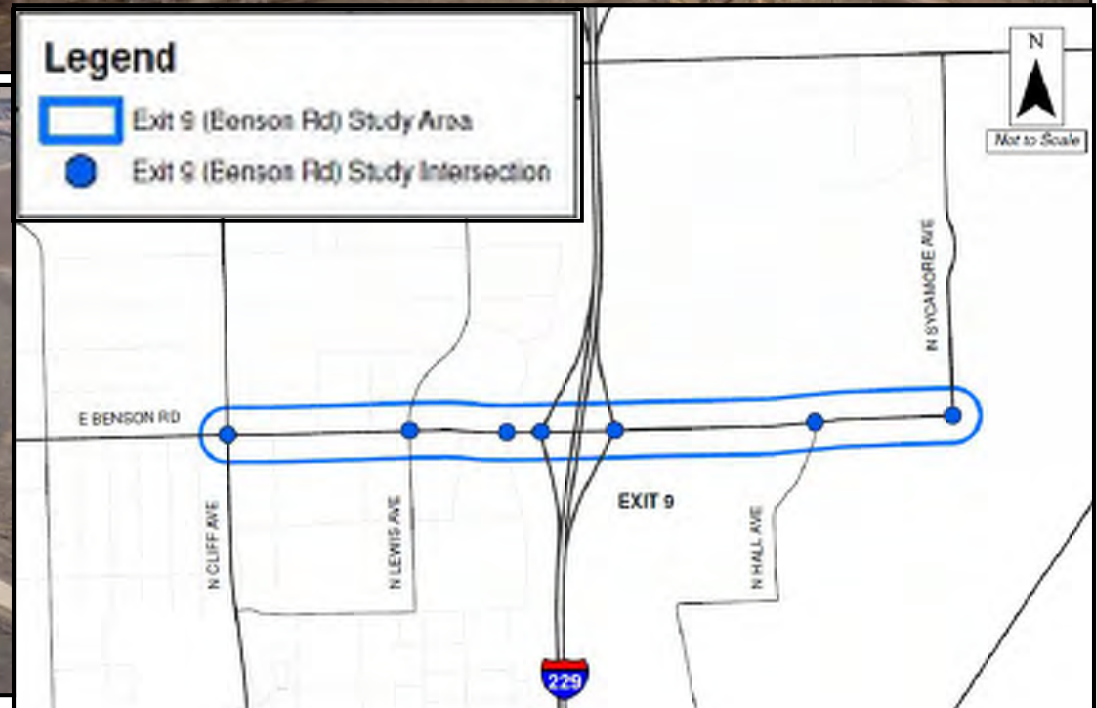 Legend
Exit 9 (Benson Rd) Study Area
Exit 9 (Benson Rd) Study Intersection
N
Not to Scale
N SYCAMORE AVE
E BENSON RD
EXIT 9
N CLIFF AVE
N LEWIS AVE
N HALL AVE
229